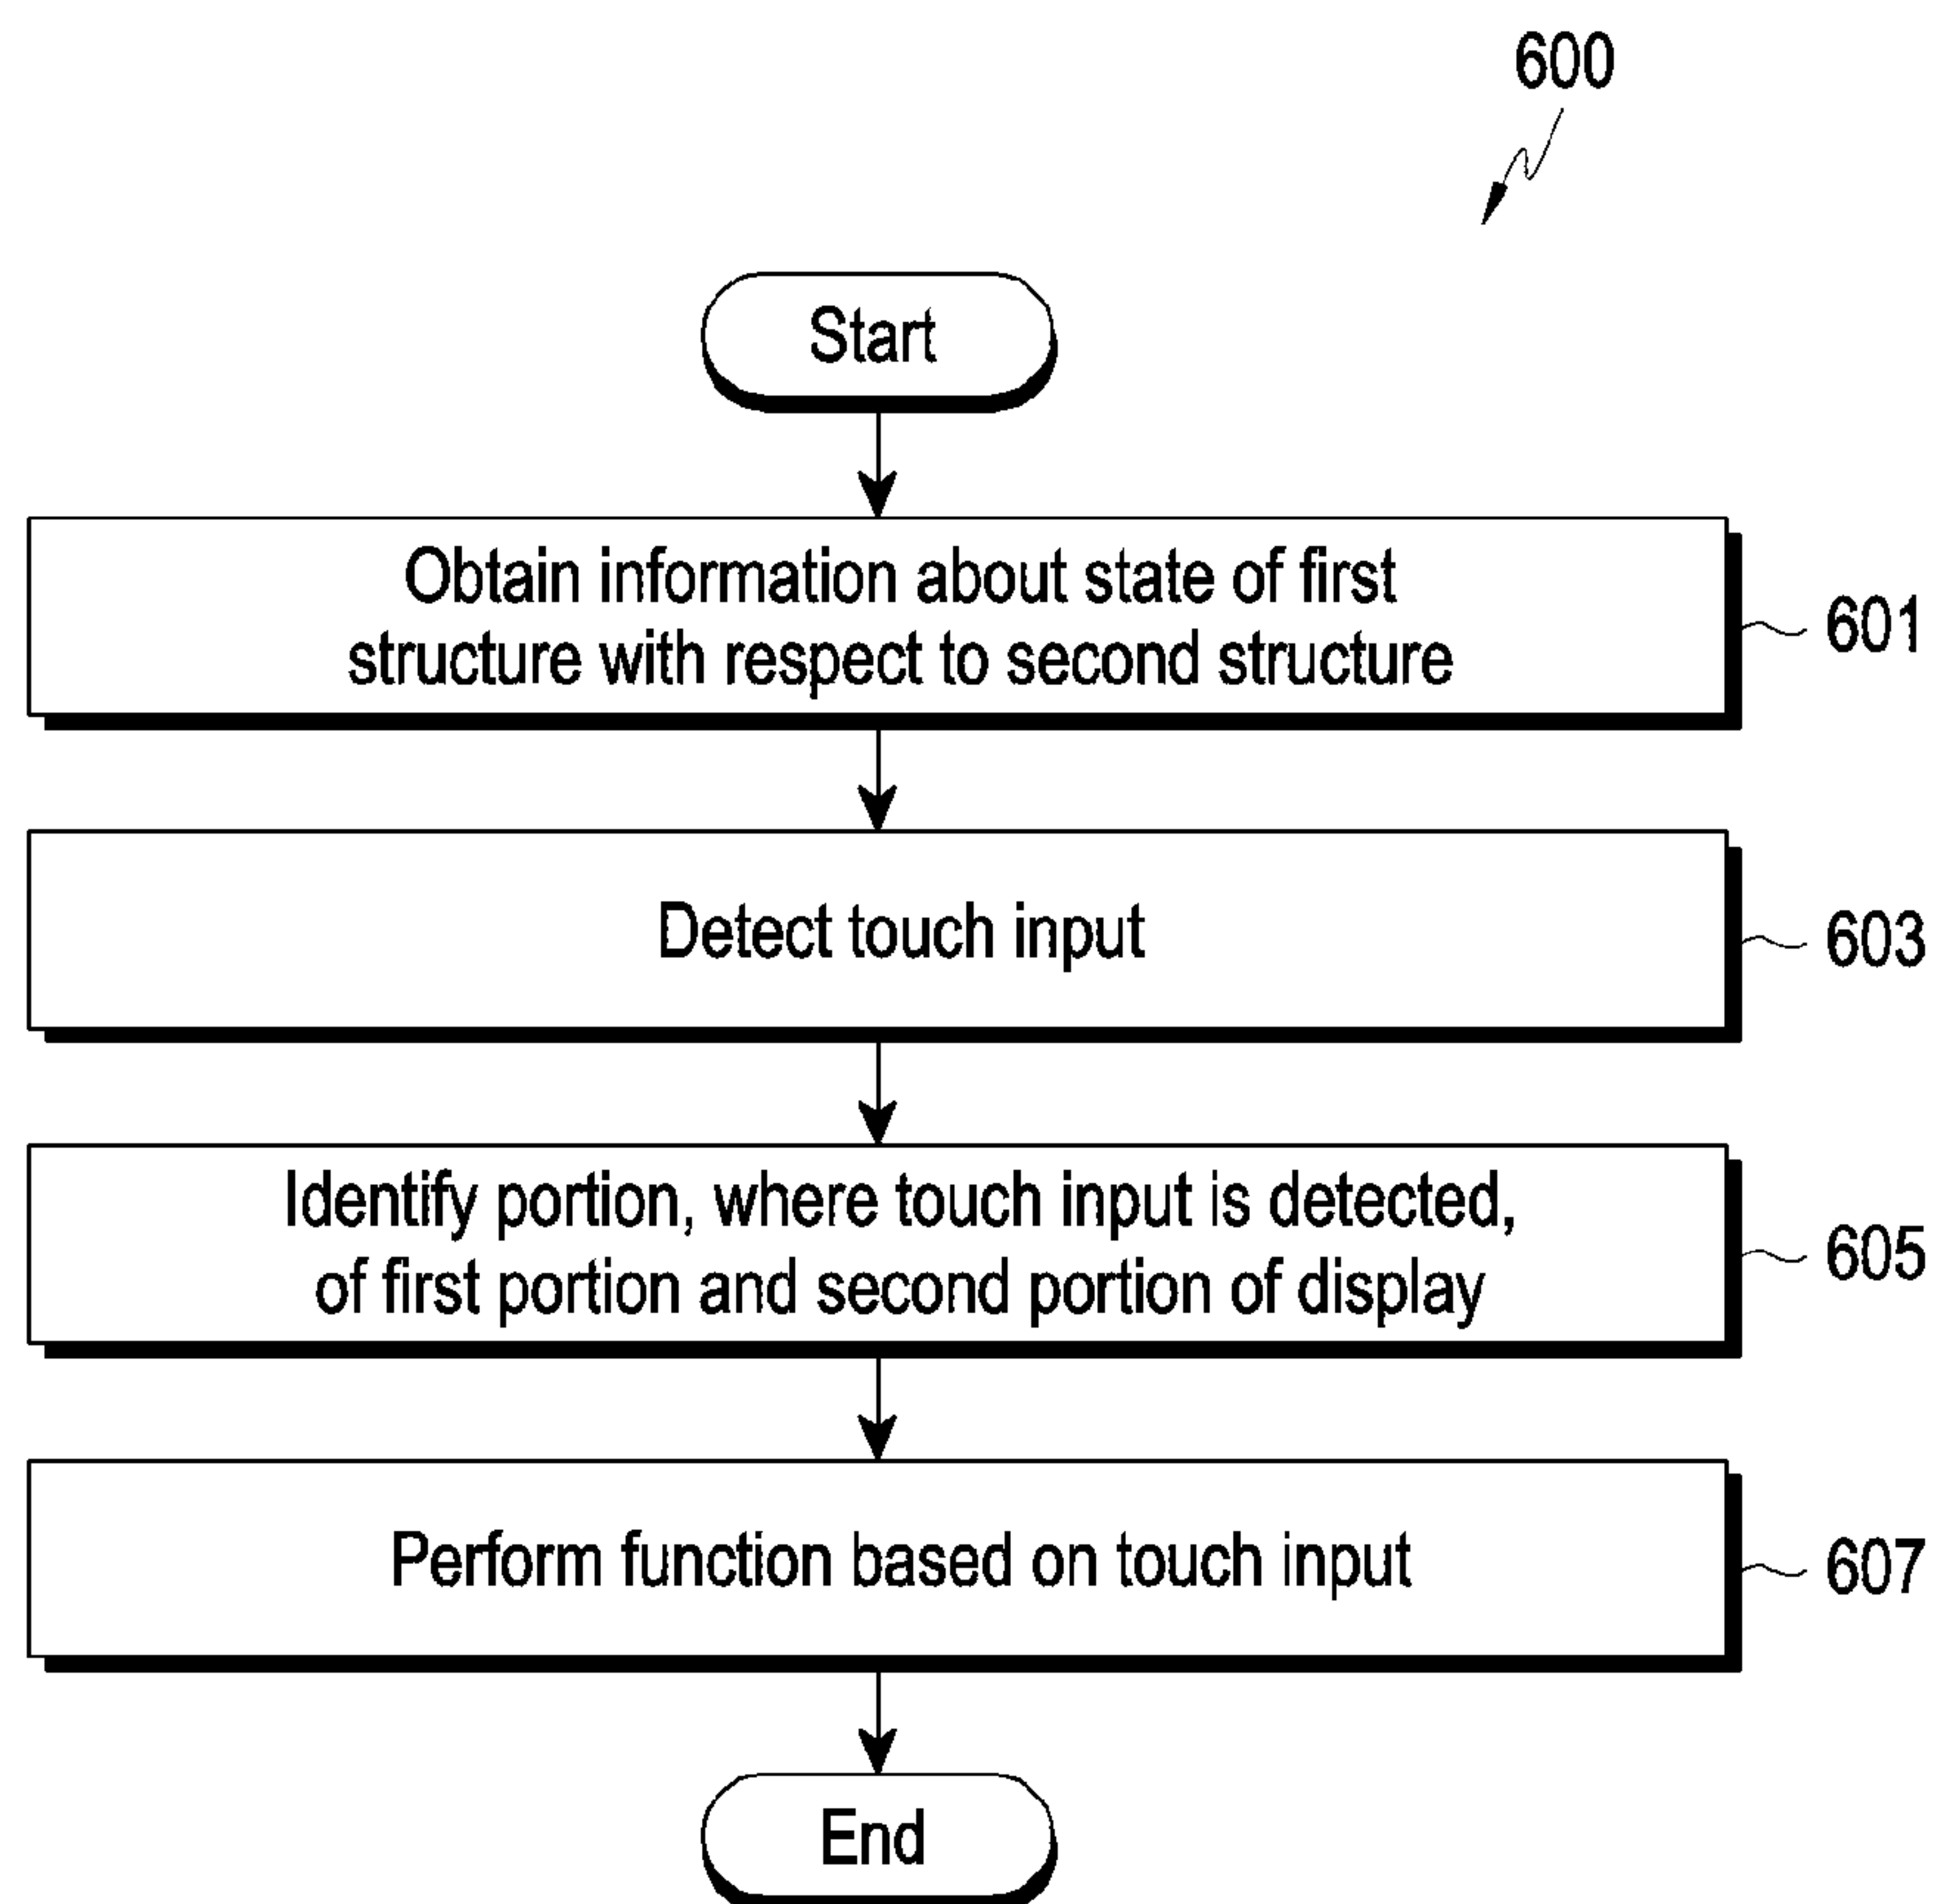 600
Start
Obtain information about state of first
structure with respect to second structure
601
Detect touch input
603
Identify portion, where touch input is detected,
of first portion and second portion of display
605
Perform function based on touch input
607
End